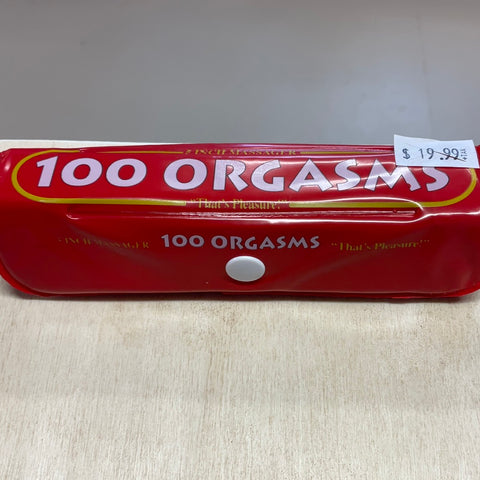 $ 19.99
7 INCH MASSAGER
100 ORGASMS
"That's Pleasure!"
7 INCH MASSAGER 100 ORGASMS "That's Pleasure!"